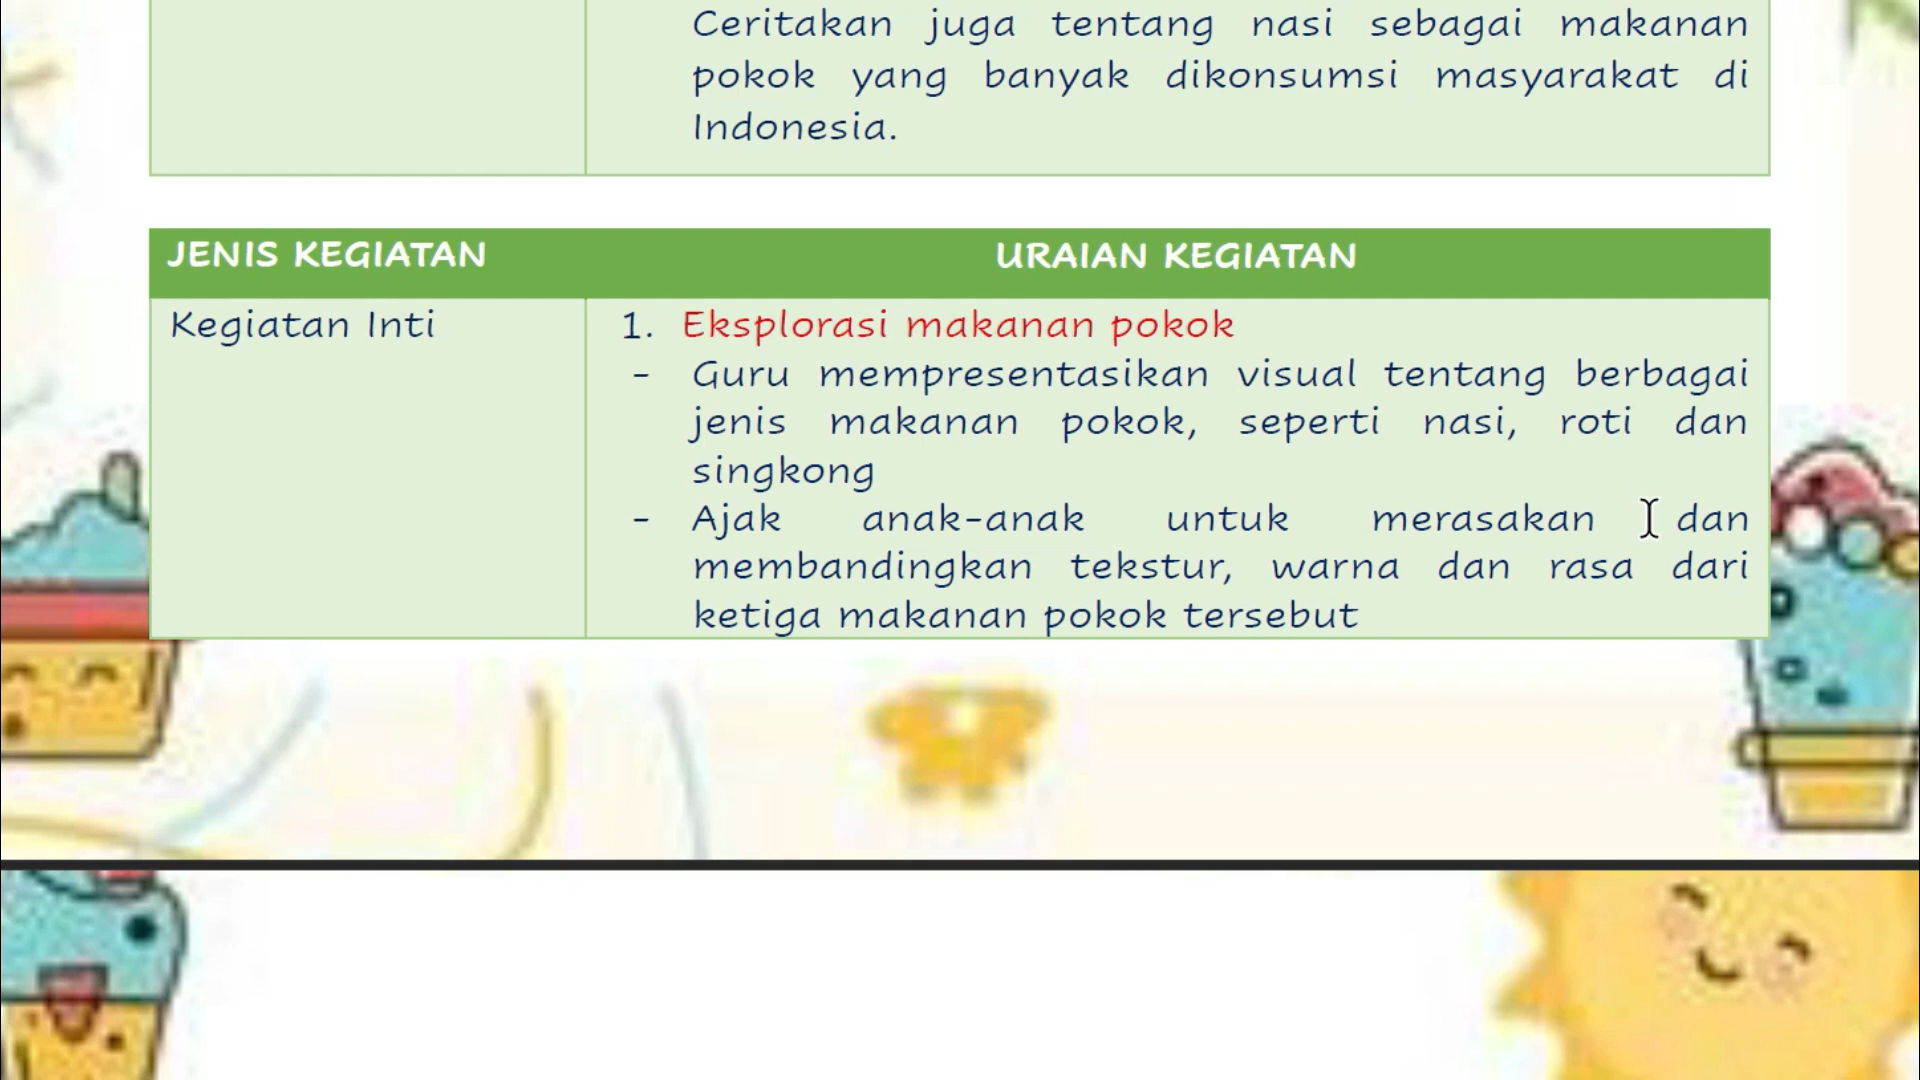 Ceritakan juga tentang nasi sebagai makanan
pokok yang banyak dikonsumsi masyarakat di
Indonesia.
JENIS KEGIATAN
URAIAN KEGIATAN
Kegiatan Inti
1. Eksplorasi makanan pokok
- Guru mempresentasikan visual tentang berbagai
jenis makanan pokok, seperti nasi, roti dan
singkong
- Ajak anak-anak untuk merasakan dan
membandingkan tekstur, warna dan rasa dari
ketiga makanan pokok tersebut